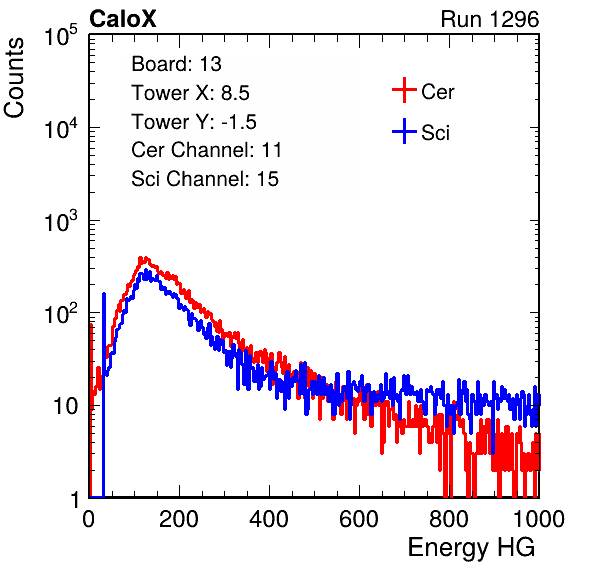 CaloX Run 1296
Counts
10^5
10^4
10^3
10^2
10
1
Board: 13
Tower X: 8.5
Tower Y: -1.5
Cer Channel: 11
Sci Channel: 15
Cer
Sci
0 200 400 600 800 1000
Energy HG